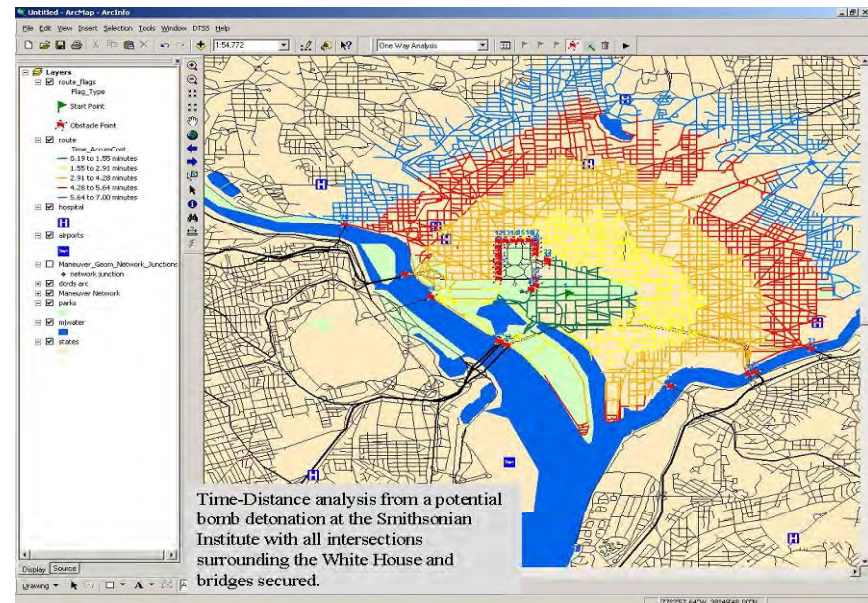 Untitled - ArcMap - ArcInfo
File Edit View Insert Selection Tools Window DTSS Help
1:54,772
One Way Analysis
Layers
route_flags
Flag_Type
Start Point
Obstacle Point
route
Time_AccumCost
0.19 to 1.55 minutes
1.55 to 2.91 minutes
2.91 to 4.28 minutes
4.28 to 5.64 minutes
5.64 to 7.00 minutes
hospital
H
airports
Maneuver_Geom_Network_Junctions
network junction
dcrds arc
Maneuver Network
parks
mjwater
states
H
H
H
H
H
H
H
H
Time-Distance analysis from a potential
bomb detonation at the Smithsonian
Institute with all intersections
surrounding the White House and
bridges secured.
Display Source
Drawing
A